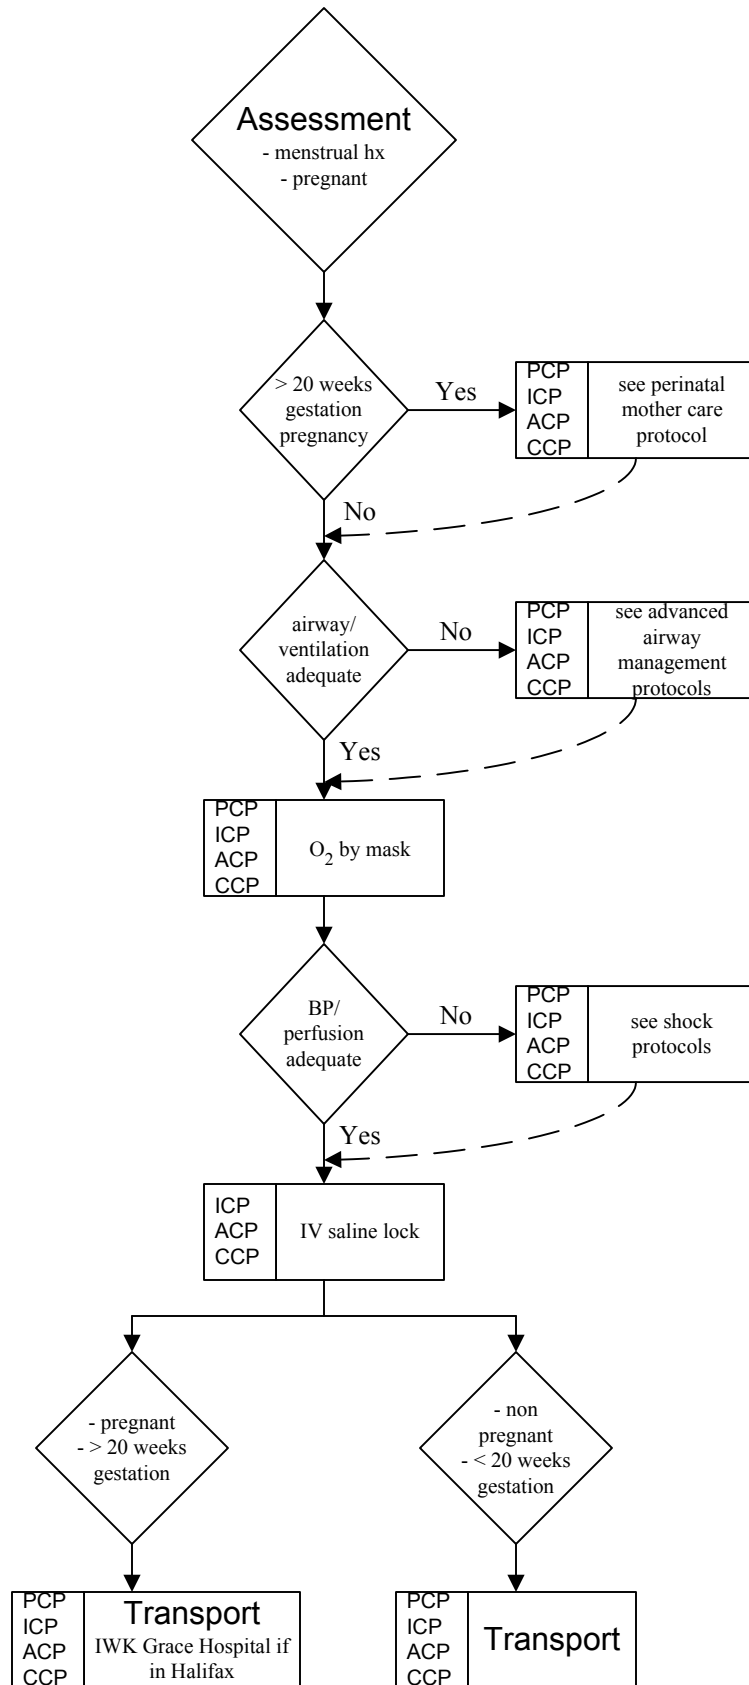 Assessment
- menstrual hx
- pregnant
> 20 weeks
gestation
pregnancy
Yes
PCP
ICP
ACP
CCP
see perinatal
mother care
protocol
No
airway/
ventilation
adequate
No
PCP
ICP
ACP
CCP
see advanced
airway
management
protocols
Yes
PCP
ICP
ACP
CCP
O2 by mask
BP/
perfusion
adequate
No
PCP
ICP
ACP
CCP
see shock
protocols
Yes
ICP
ACP
CCP
IV saline lock
- pregnant
- > 20 weeks
gestation
- non
pregnant
- < 20 weeks
gestation
PCP
ICP
ACP
CCP
Transport
IWK Grace Hospital if
in Halifax
PCP
ICP
ACP
CCP
Transport